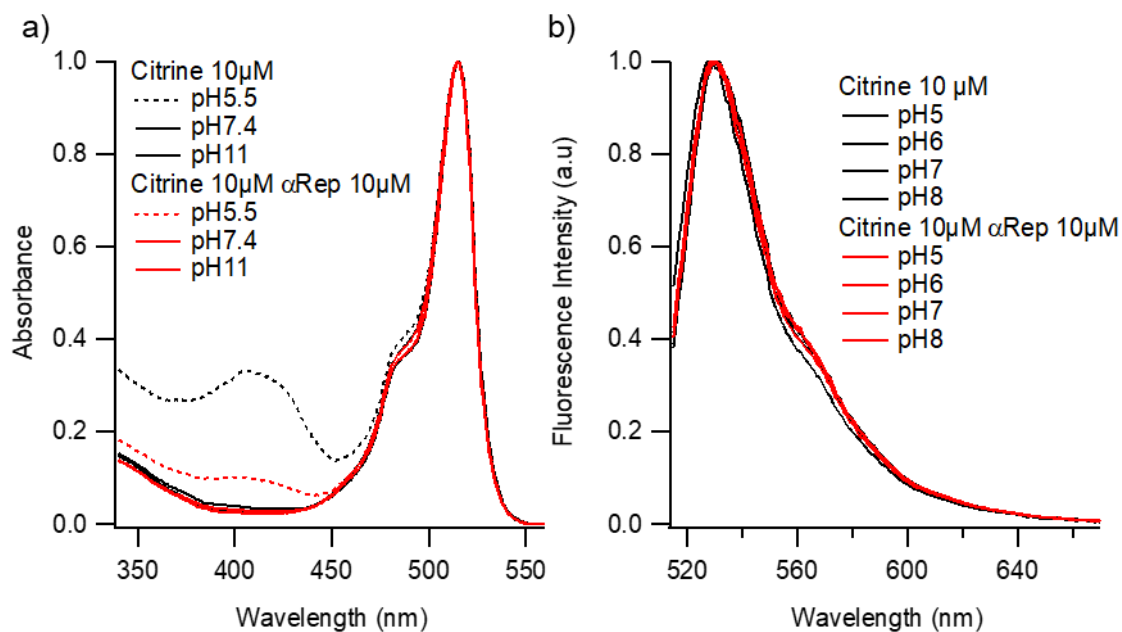 a)
Citrine 10µM
pH5.5
pH7.4
pH11
Citrine 10µM αRep 10µM
pH5.5
pH7.4
pH11
1.0
0.8
0.6
0.4
0.2
0.0
Absorbance
350
400
450
500
550
Wavelength (nm)
b)
Citrine 10 µM
pH5
pH6
pH7
pH8
Citrine 10µM αRep 10µM
pH5
pH6
pH7
pH8
1.0
0.8
0.6
0.4
0.2
0.0
Fluorescence Intensity (a.u)
520
560
600
640
Wavelength (nm)